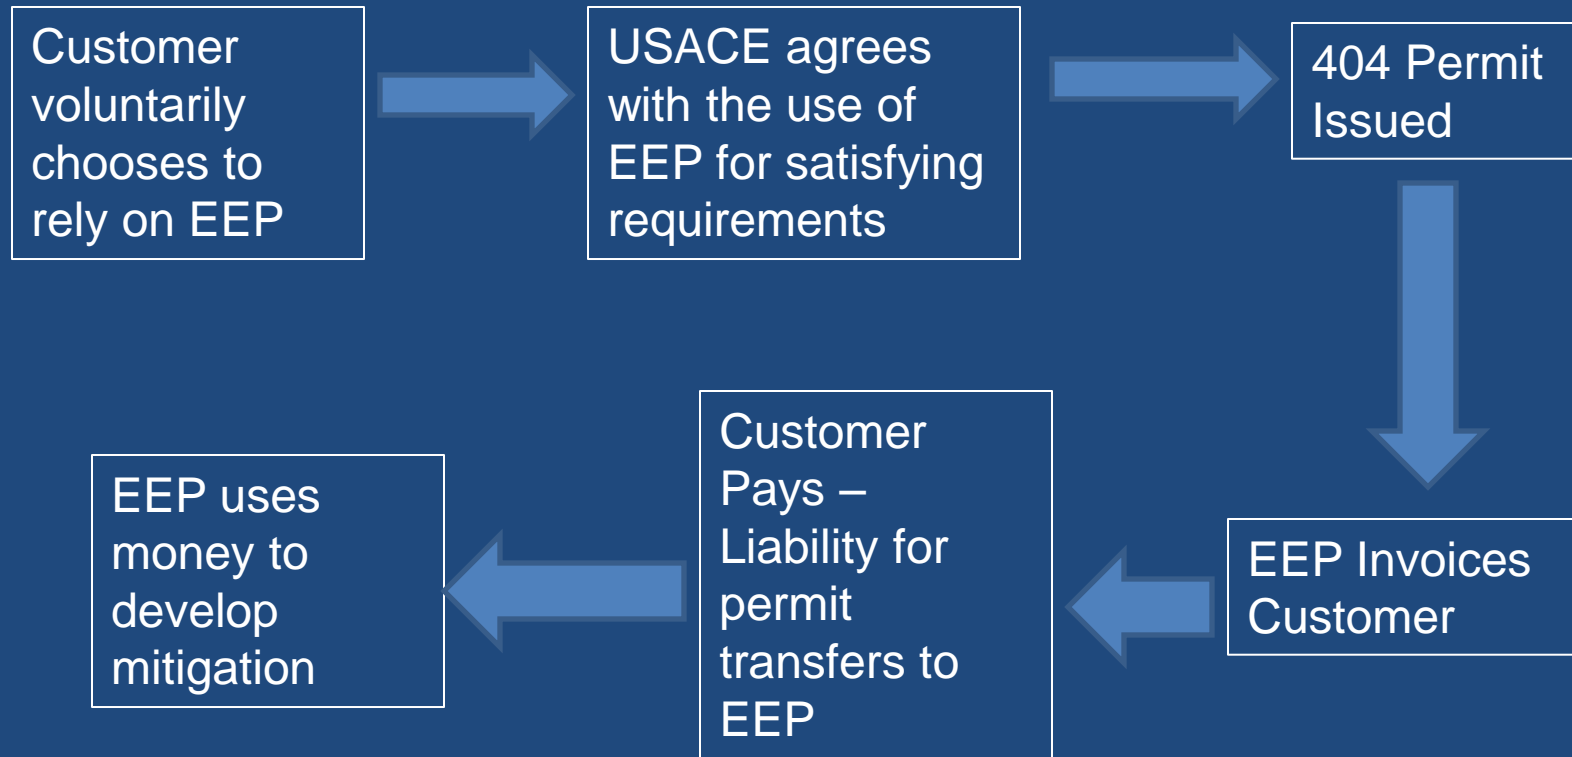 Customer
voluntarily
chooses to
rely on EEP
USACE agrees
with the use of
EEP for satisfying
requirements
404 Permit
Issued
EEP Invoices
Customer
Customer
Pays –
Liability for
permit
transfers to
EEP
EEP uses
money to
develop
mitigation